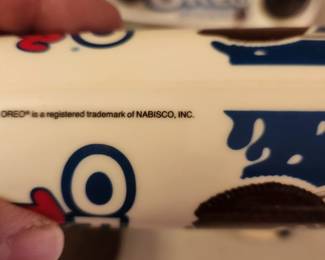 OREO® is a registered trademark of NABISCO, INC.